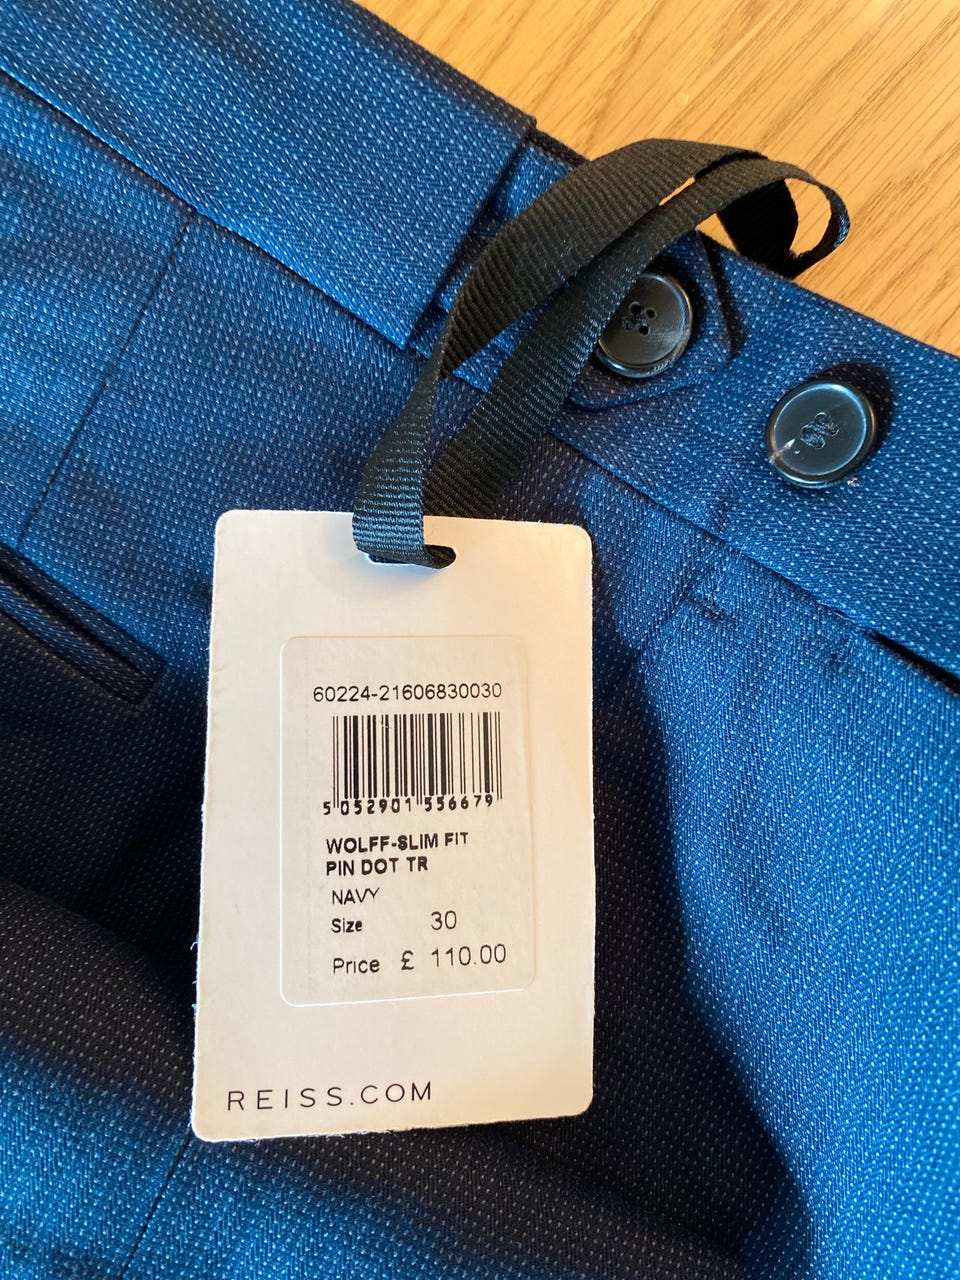 60224-21606830030
5 052901 556679
WOLFF-SLIM FIT
PIN DOT TR
NAVY
Size 30
Price £ 110.00
REISS.COM